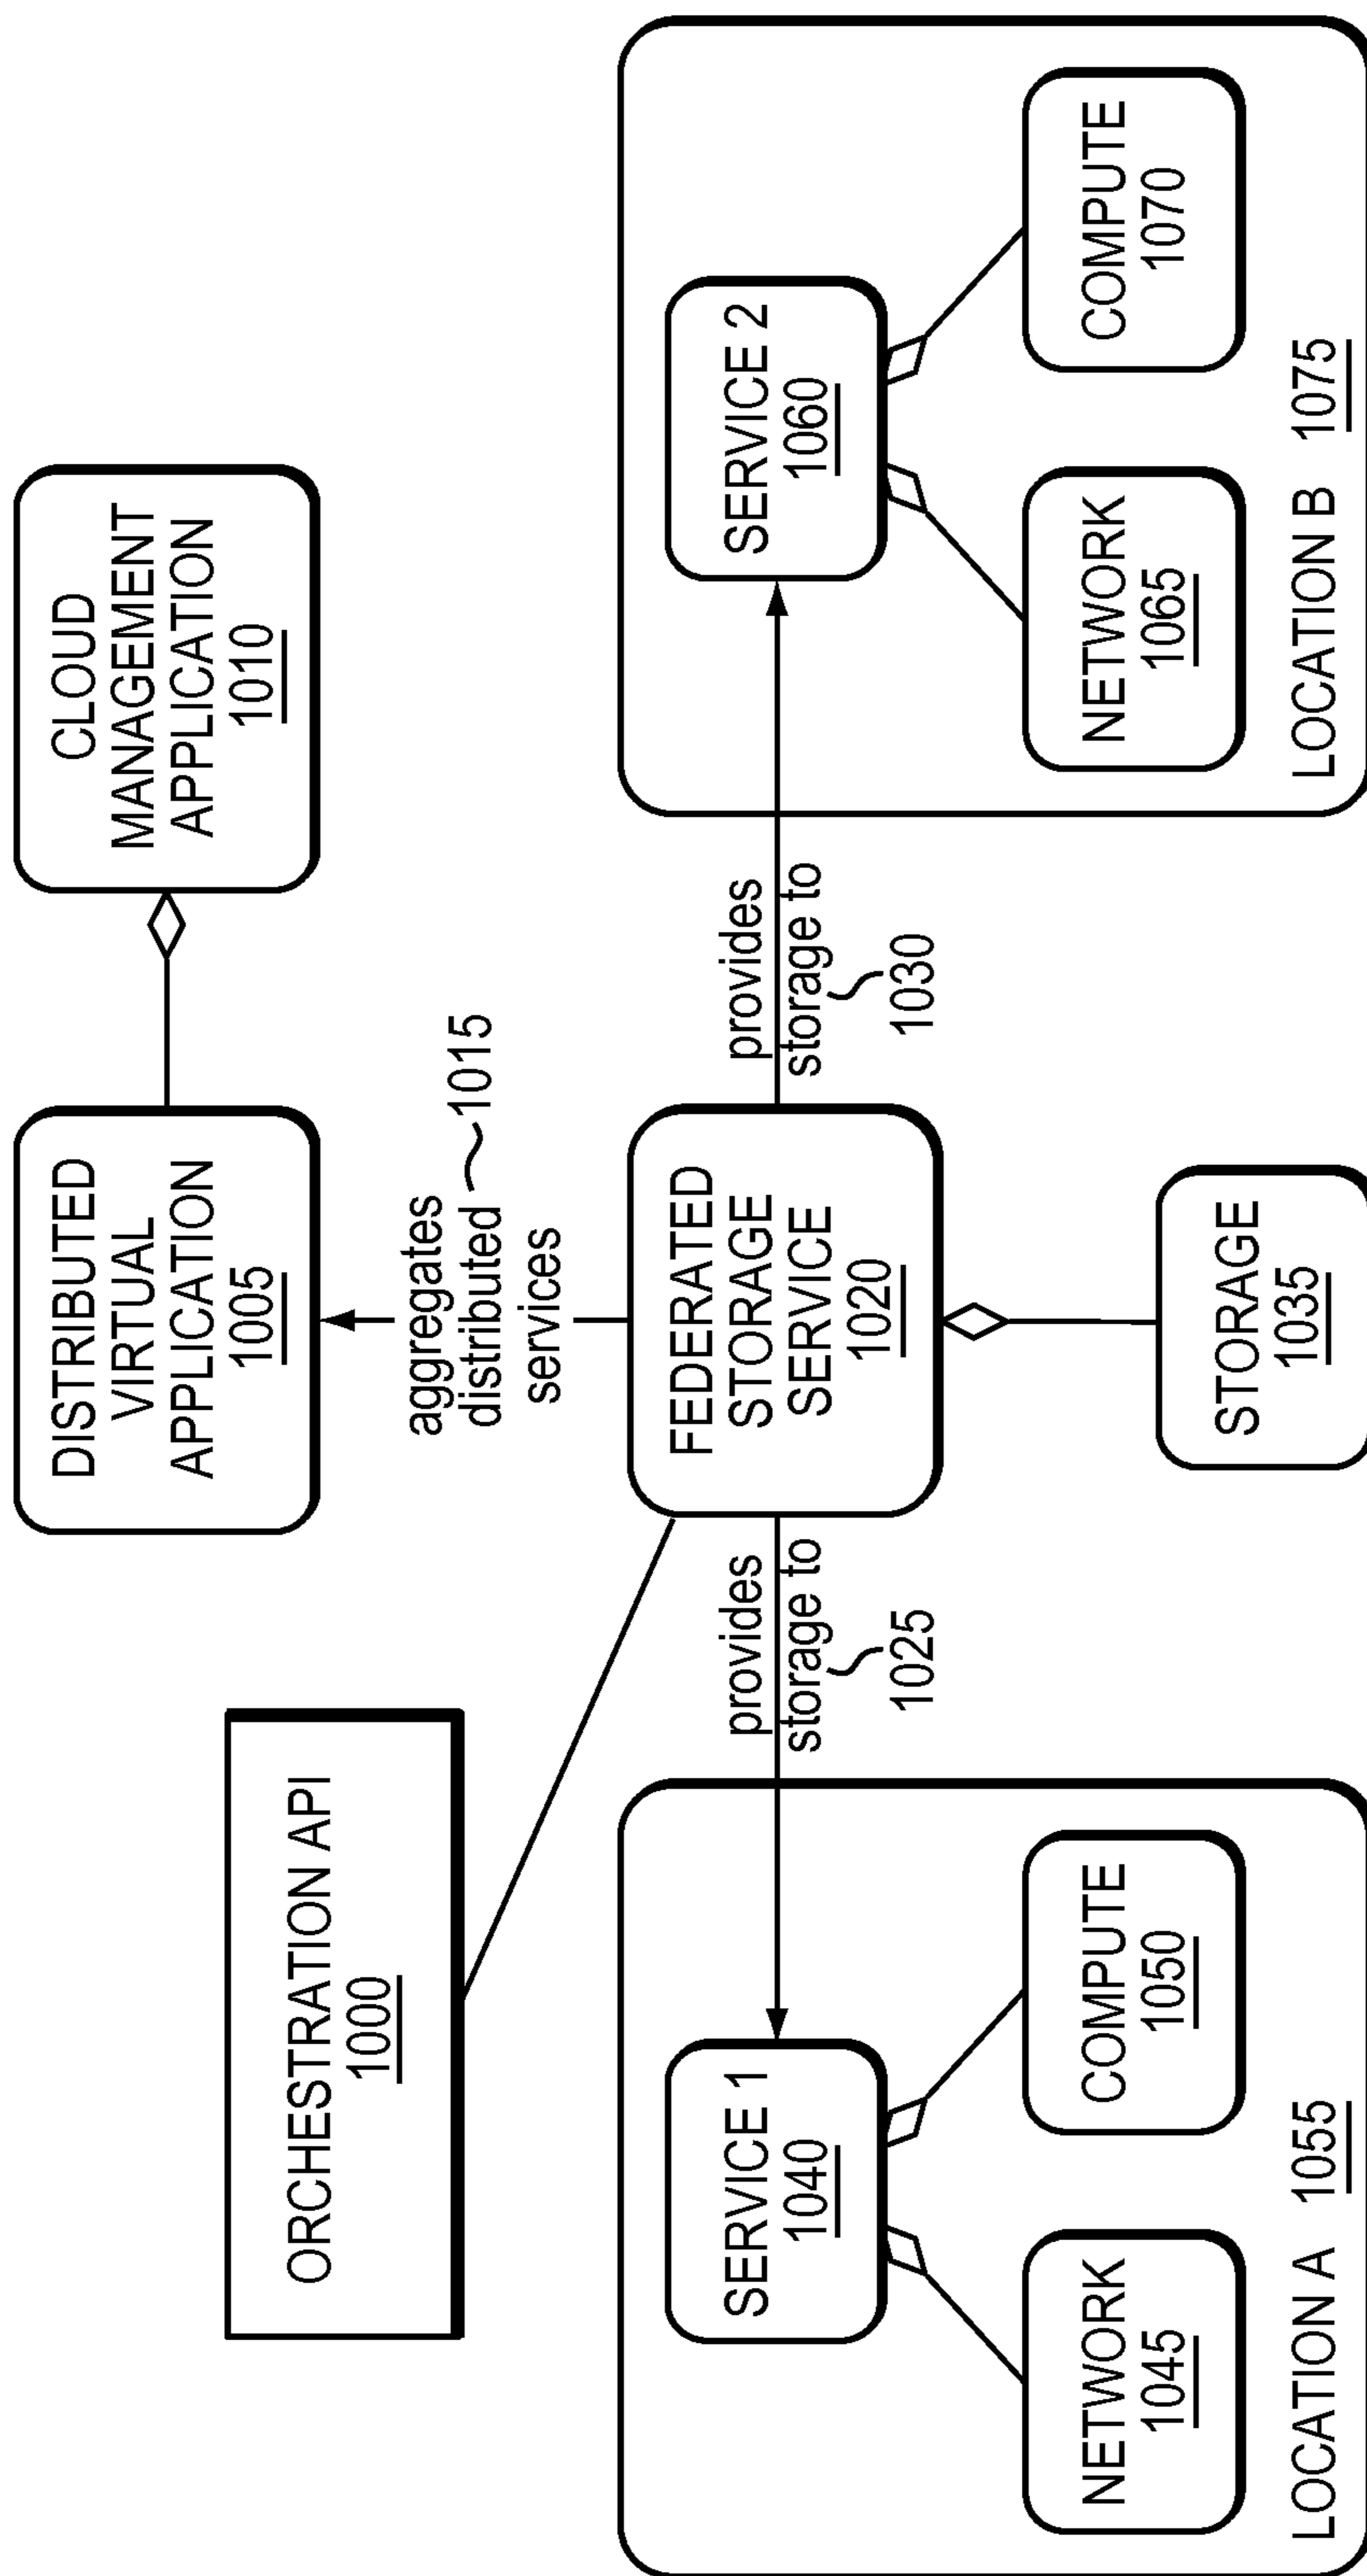 DISTRIBUTED
VIRTUAL
APPLICATION
1005
CLOUD
MANAGEMENT
APPLICATION
1010
ORCHESTRATION API
1000
aggregates
distributed
services
1015
FEDERATED
STORAGE
SERVICE
1020
provides
storage to
1025
provides
storage to
1030
STORAGE
1035
SERVICE 1
1040
NETWORK
1045
COMPUTE
1050
LOCATION A 1055
SERVICE 2
1060
NETWORK
1065
COMPUTE
1070
LOCATION B 1075